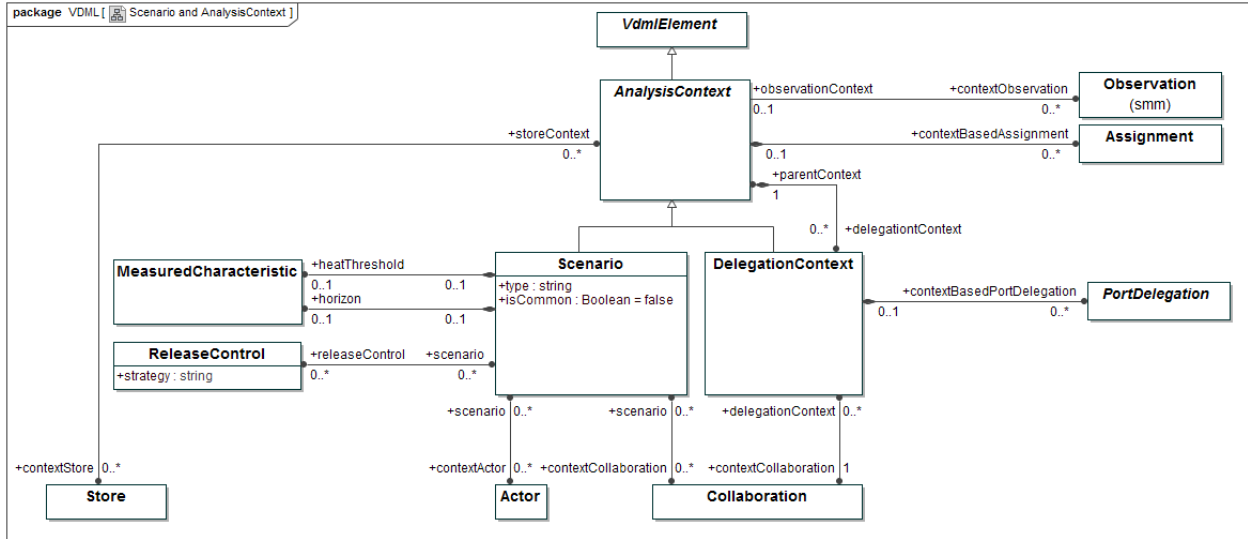 package VDML [ Scenario and AnalysisContext ]
VdmlElement
AnalysisContext
+observationContext
+contextObservation
0..1
0..*
Observation
(smm)
+storeContext
0..*
+contextBasedAssignment
0..1
0..*
Assignment
+parentContext
1
0..*
+delegationtContext
MeasuredCharacteristic
+heatThreshold
0..1
0..1
+horizon
0..1
0..1
Scenario
+type : string
+isCommon : Boolean = false
DelegationContext
+contextBasedPortDelegation
0..1
0..*
PortDelegation
ReleaseControl
+strategy : string
+releaseControl
+scenario
0..*
0..*
+scenario 0..*
+scenario 0..*
+delegationContext 0..*
+contextStore 0..*
+contextActor 0..*
+contextCollaboration 0..*
+contextCollaboration 1
Store
Actor
Collaboration